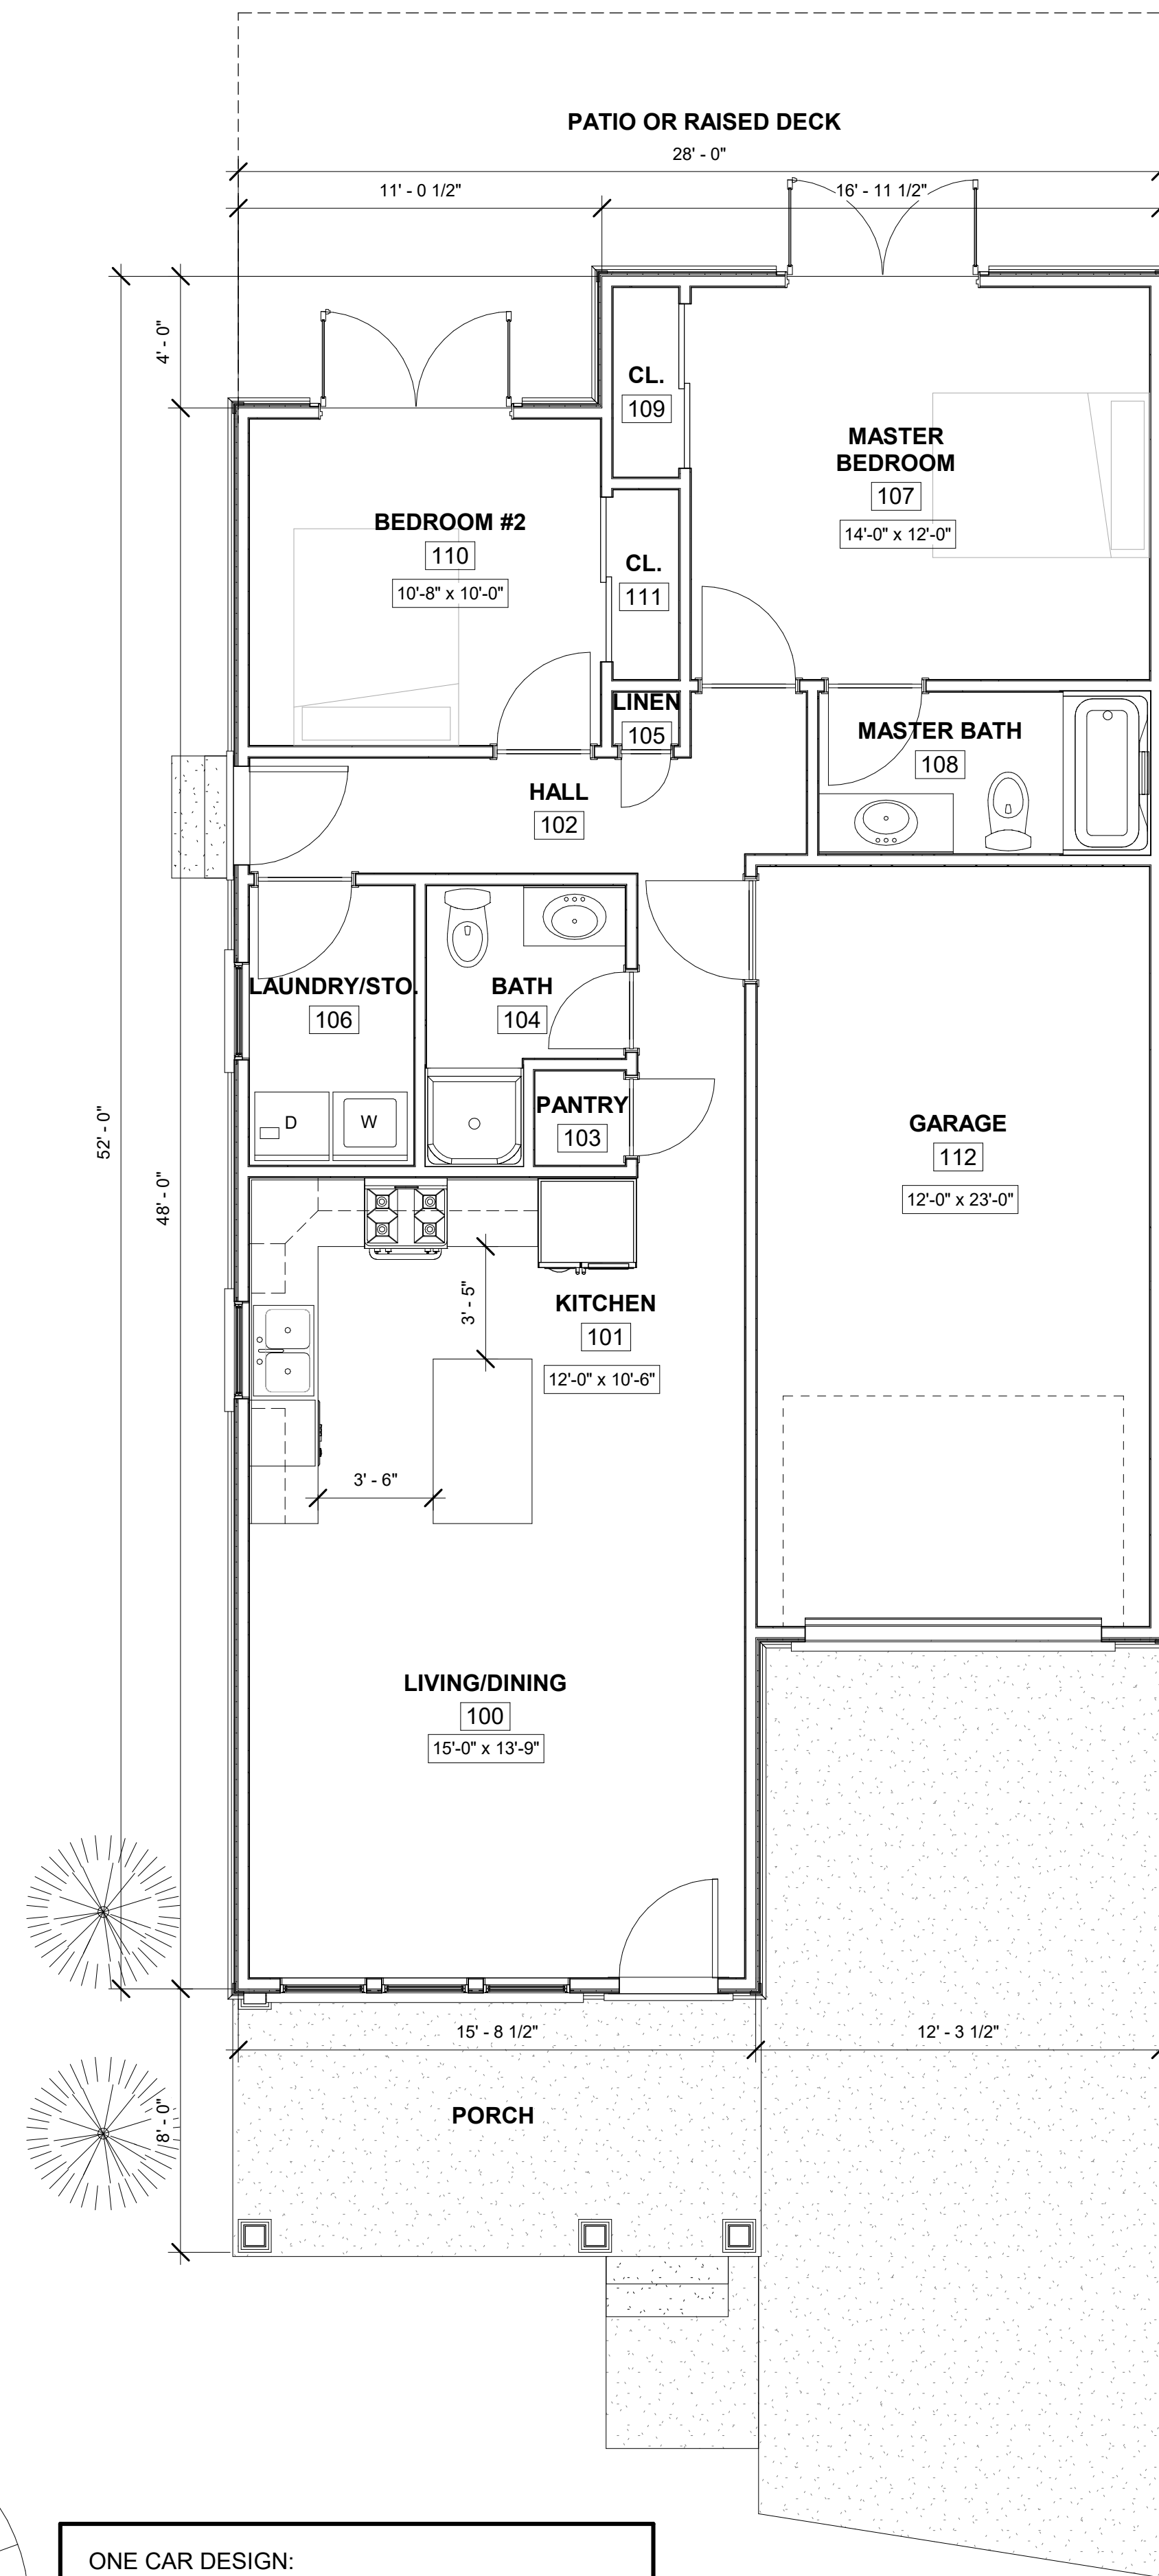 PATIO OR RAISED DECK
28' - 0"
11' - 0 1/2"
16' - 11 1/2"
4' - 0"
CL.
109
MASTER
BEDROOM
107
14'-0" x 12'-0"
BEDROOM #2
110
10'-8" x 10'-0"
CL.
111
LINEN
105
MASTER BATH
108
HALL
102
LAUNDRY/STO.
106
BATH
104
D
W
PANTRY
103
GARAGE
112
12'-0" x 23'-0"
52' - 0"
48' - 0"
3' - 5"
KITCHEN
101
12'-0" x 10'-6"
3' - 6"
LIVING/DINING
100
15'-0" x 13'-9"
15' - 8 1/2"
12' - 3 1/2"
8' - 0"
PORCH
ONE CAR DESIGN: